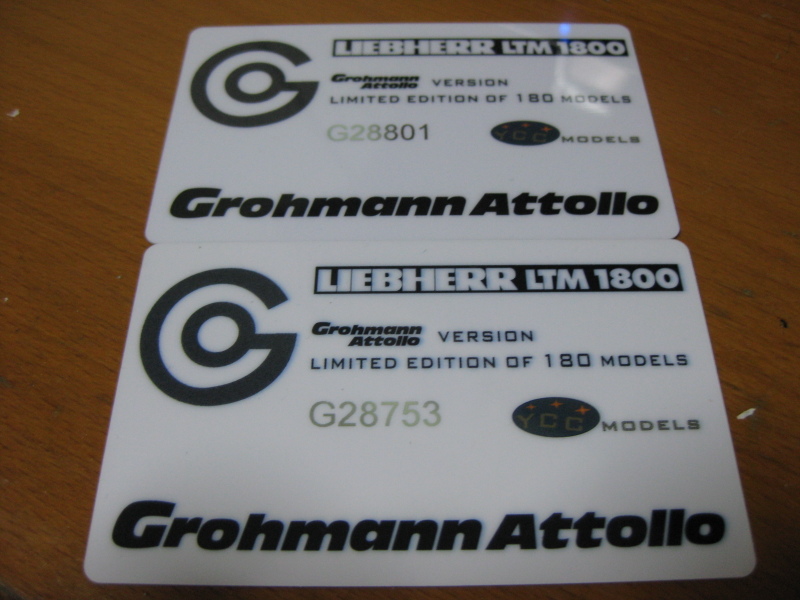 LIEBHERR LTM 1800
Grohmann Attollo VERSION
LIMITED EDITION OF 180 MODELS
G28801 YCC MODELS
Grohmann Attollo
LIEBHERR LTM 1800
Grohmann Attollo VERSION
LIMITED EDITION OF 180 MODELS
G28753 YCC MODELS
Grohmann Attollo